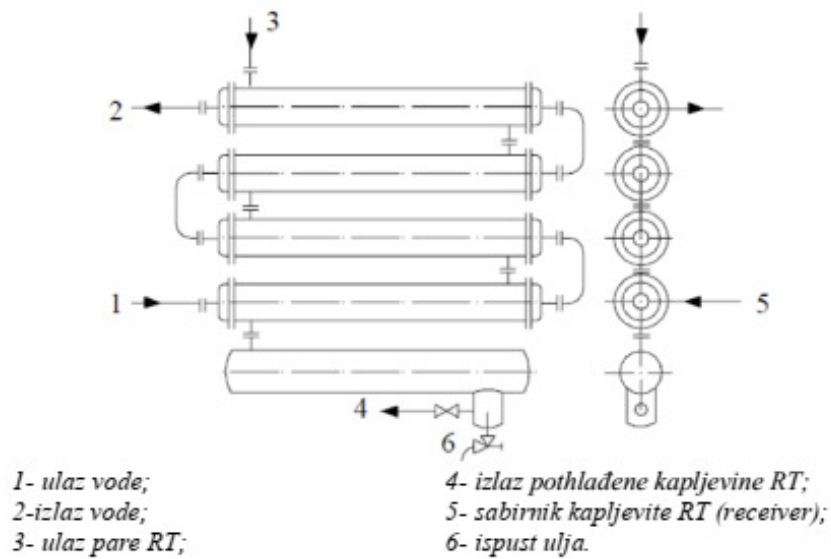 3
2
1
5
4
6
1- ulaz vode;
2-izlaz vode;
3- ulaz pare RT;
4- izlaz pothlađene kapljevine RT;
5- sabirnik kapljevite RT (receiver);
6- ispust ulja.